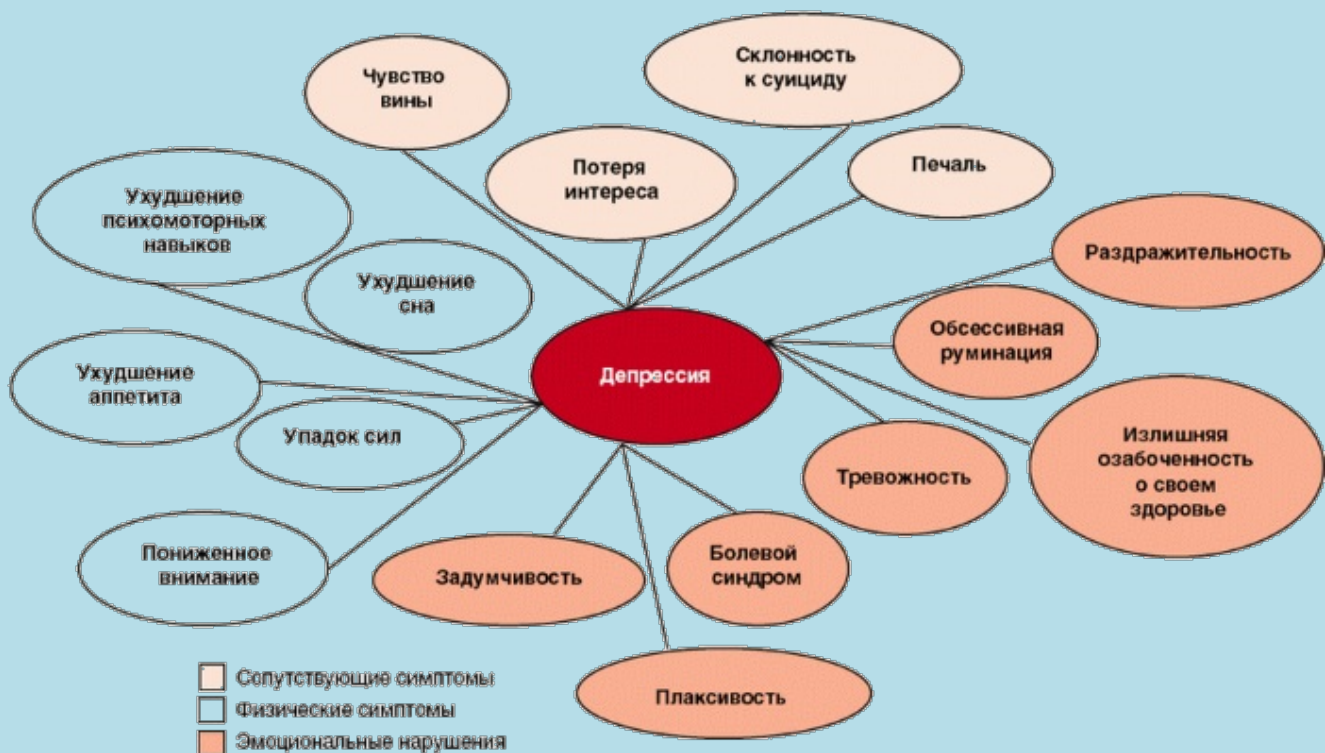 Чувство
вины
Склонность
к суициду
Потеря
интереса
Печаль
Ухудшение
психомоторных
навыков
Ухудшение
сна
Раздражительность
Обсессивная
руминация
Депрессия
Ухудшение
аппетита
Упадок сил
Излишняя
озабоченность
о своем
здоровье
Тревожность
Пониженное
внимание
Задумчивость
Болевой
синдром
Плаксивость
Сопутствующие симптомы
Физические симптомы
Эмоциональные нарушения